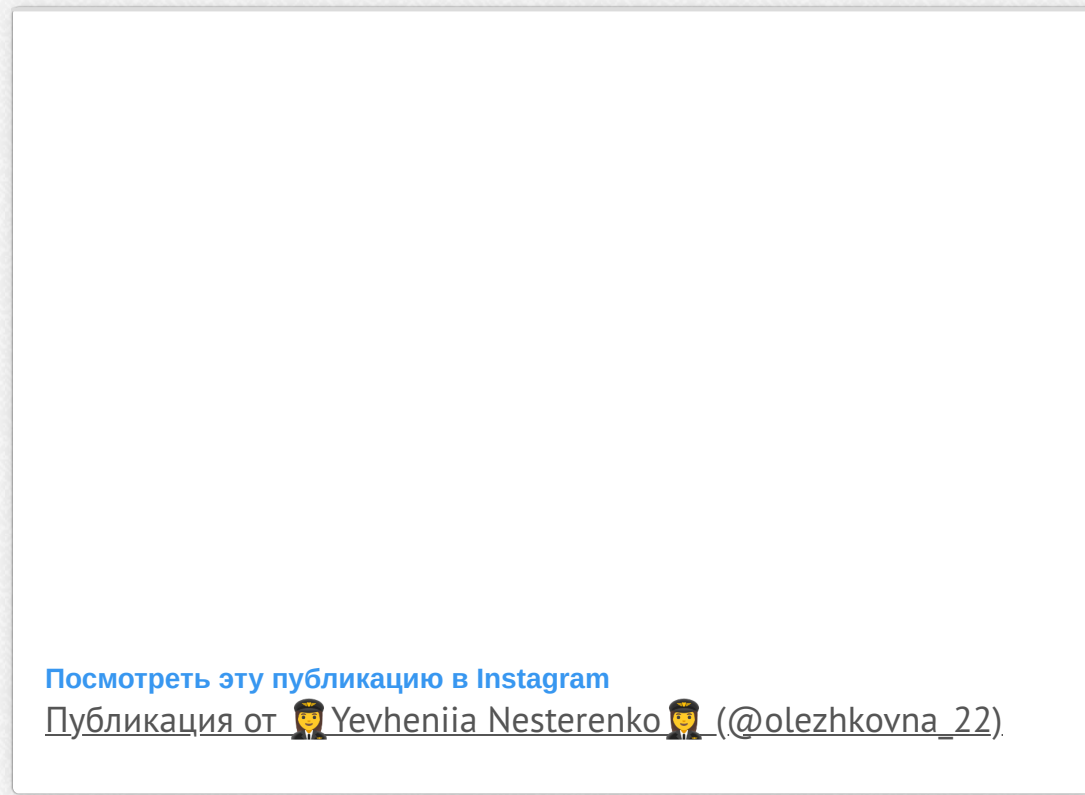 Посмотреть эту публикацию в Instagram
Публикация от 👩‍✈️Yevheniia Nesterenko👩‍✈️ (@olezhkovna_22)